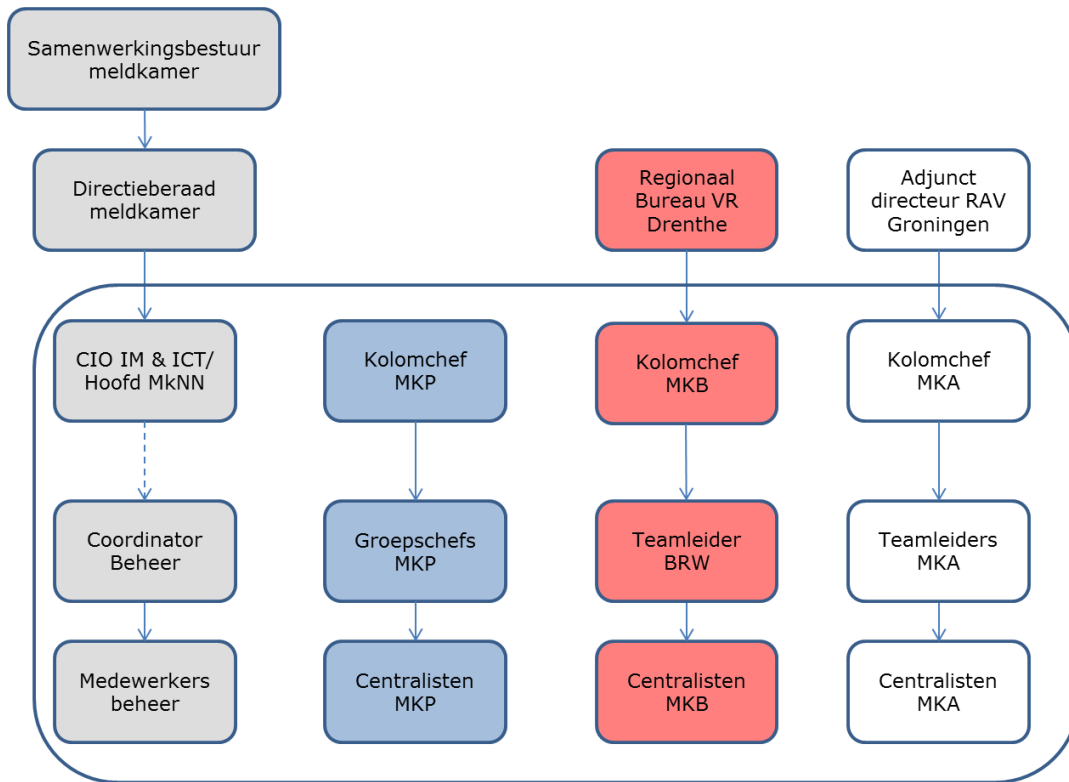 Samenwerkingsbestuur
meldkamer
Directieberaad
meldkamer
Regionaal
Bureau VR
Drenthe
Adjunct
directeur RAV
Groningen
CIO IM & ICT/
Hoofd MkNN
Kolomchef
MKP
Kolomchef
MKB
Kolomchef
MKA
Coordinator
Beheer
Groepschefs
MKP
Teamleider
BRW
Teamleiders
MKA
Medewerkers
beheer
Centralisten
MKP
Centralisten
MKB
Centralisten
MKA